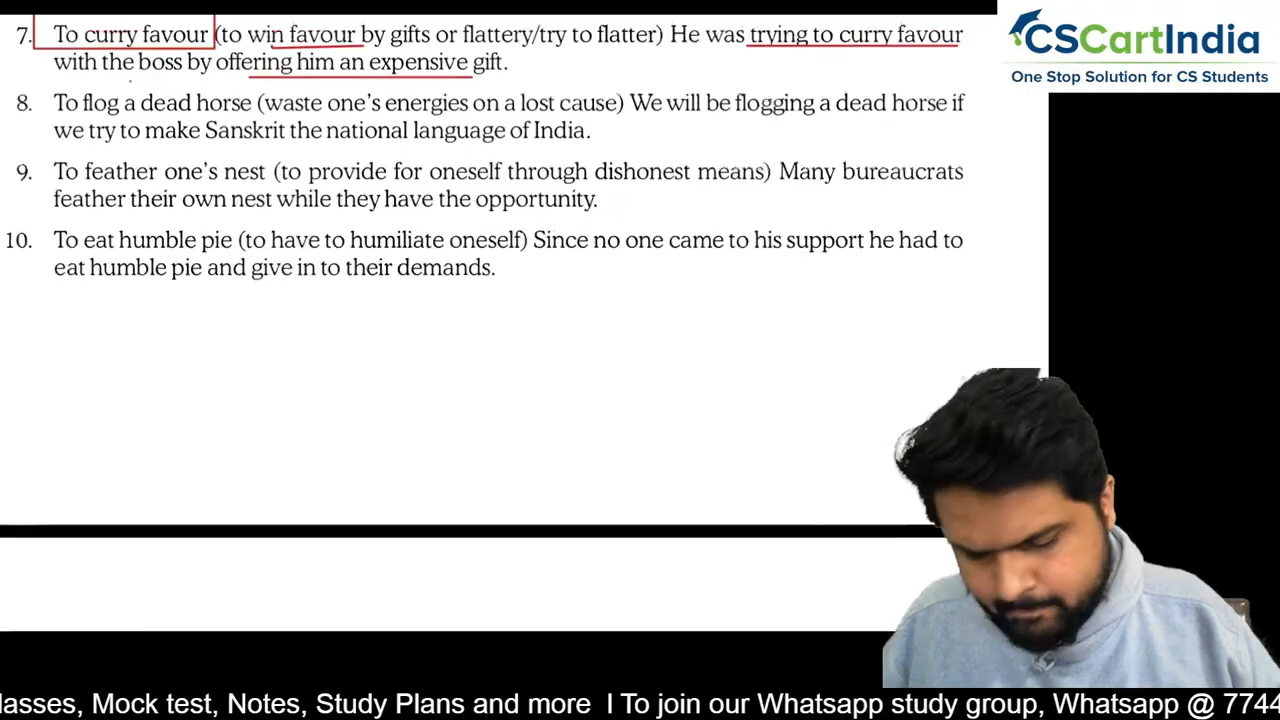 7. To curry favour (to win favour by gifts or flattery/try to flatter) He was trying to curry favour
with the boss by offering him an expensive gift.
8. To flog a dead horse (waste one's energies on a lost cause) We will be flogging a dead horse if
we try to make Sanskrit the national language of India.
9. To feather one's nest (to provide for oneself through dishonest means) Many bureaucrats
feather their own nest while they have the opportunity.
10. To eat humble pie (to have to humiliate oneself) Since no one came to his support he had to
eat humble pie and give in to their demands.
CSCartIndia
One Stop Solution for CS Students
lasses, Mock test, Notes, Study Plans and more I To join our Whatsapp study group, Whatsapp @ 7744